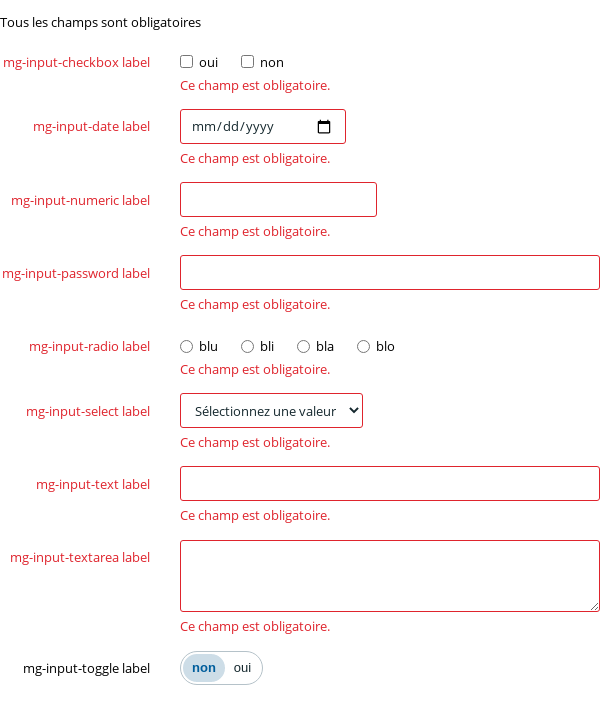 Tous les champs sont obligatoires
mg-input-checkbox label oui non
Ce champ est obligatoire.
mg-input-date label mm/dd/yyyy
Ce champ est obligatoire.
mg-input-numeric label
Ce champ est obligatoire.
mg-input-password label
Ce champ est obligatoire.
mg-input-radio label blu bli bla blo
Ce champ est obligatoire.
mg-input-select label Sélectionnez une valeur
Ce champ est obligatoire.
mg-input-text label
Ce champ est obligatoire.
mg-input-textarea label
Ce champ est obligatoire.
mg-input-toggle label non oui